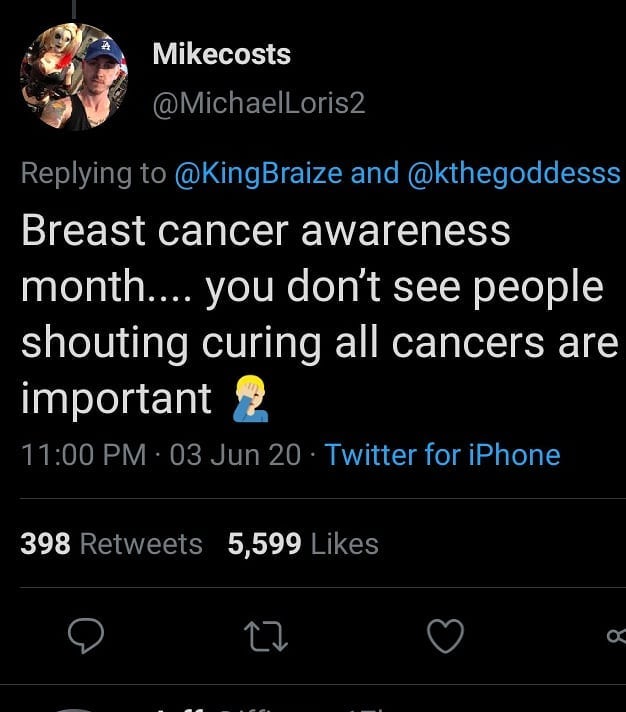 Mikecosts
@MichaelLoris2
Replying to @KingBraize and @kthegoddesss
Breast cancer awareness
month.... you don't see people
shouting curing all cancers are
important 🤦🏼‍♂️
11:00 PM · 03 Jun 20 · Twitter for iPhone
398 Retweets 5,599 Likes